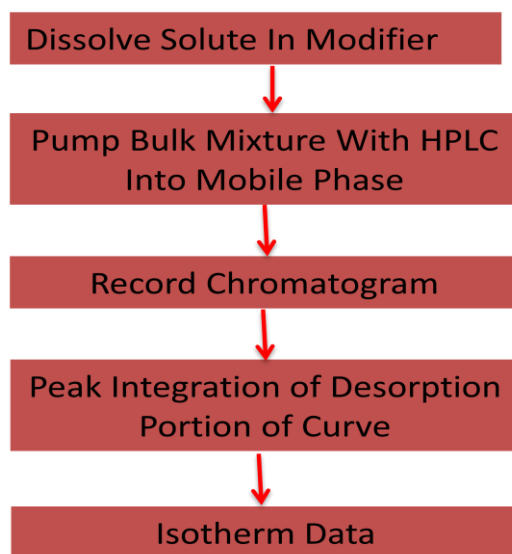 Dissolve Solute In Modifier
Pump Bulk Mixture With HPLC
Into Mobile Phase
Record Chromatogram
Peak Integration of Desorption
Portion of Curve
Isotherm Data